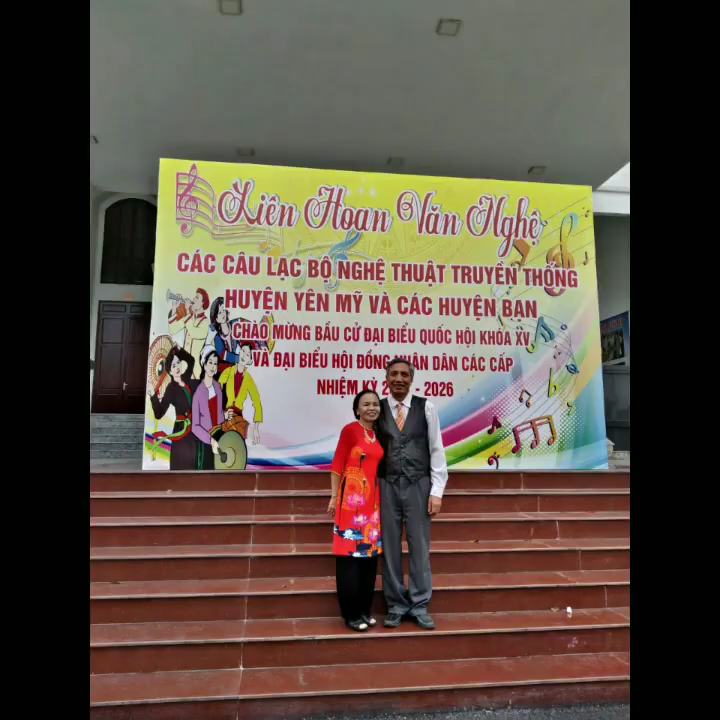 Liên Hoan Văn Nghệ
CÁC CÂU LẠC BỘ NGHỆ THUẬT TRUYỀN THỐNG
HUYỆN YÊN MỸ VÀ CÁC HUYỆN BẠN
CHÀO MỪNG BẦU CỬ ĐẠI BIỂU QUỐC HỘI KHÓA XV
VÀ ĐẠI BIỂU HỘI ĐỒNG NHÂN DÂN CÁC CẤP
NHIỆM KỲ - 2026